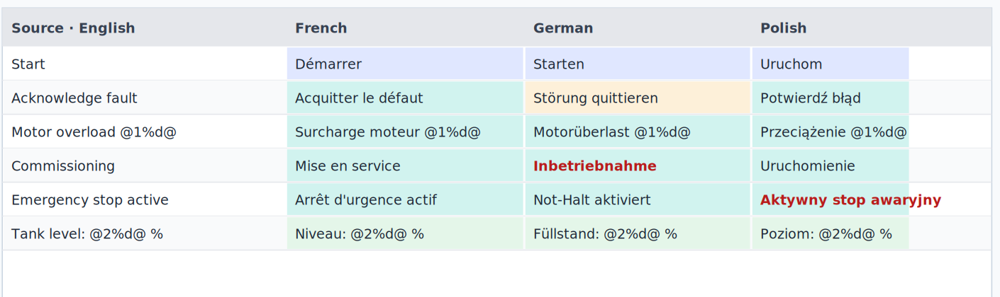 Source · English French German Polish
Start Démarrer Starten Uruchom
Acknowledge fault Acquitter le défaut Störung quittieren Potwierdź błąd
Motor overload @1%d@ Surcharge moteur @1%d@ Motorüberlast @1%d@ Przeciążenie @1%d@
Commissioning Mise en service Inbetriebnahme Uruchomienie
Emergency stop active Arrêt d'urgence actif Not-Halt aktiviert Aktywny stop awaryjny
Tank level: @2%d@ % Niveau: @2%d@ % Füllstand: @2%d@ % Poziom: @2%d@ %